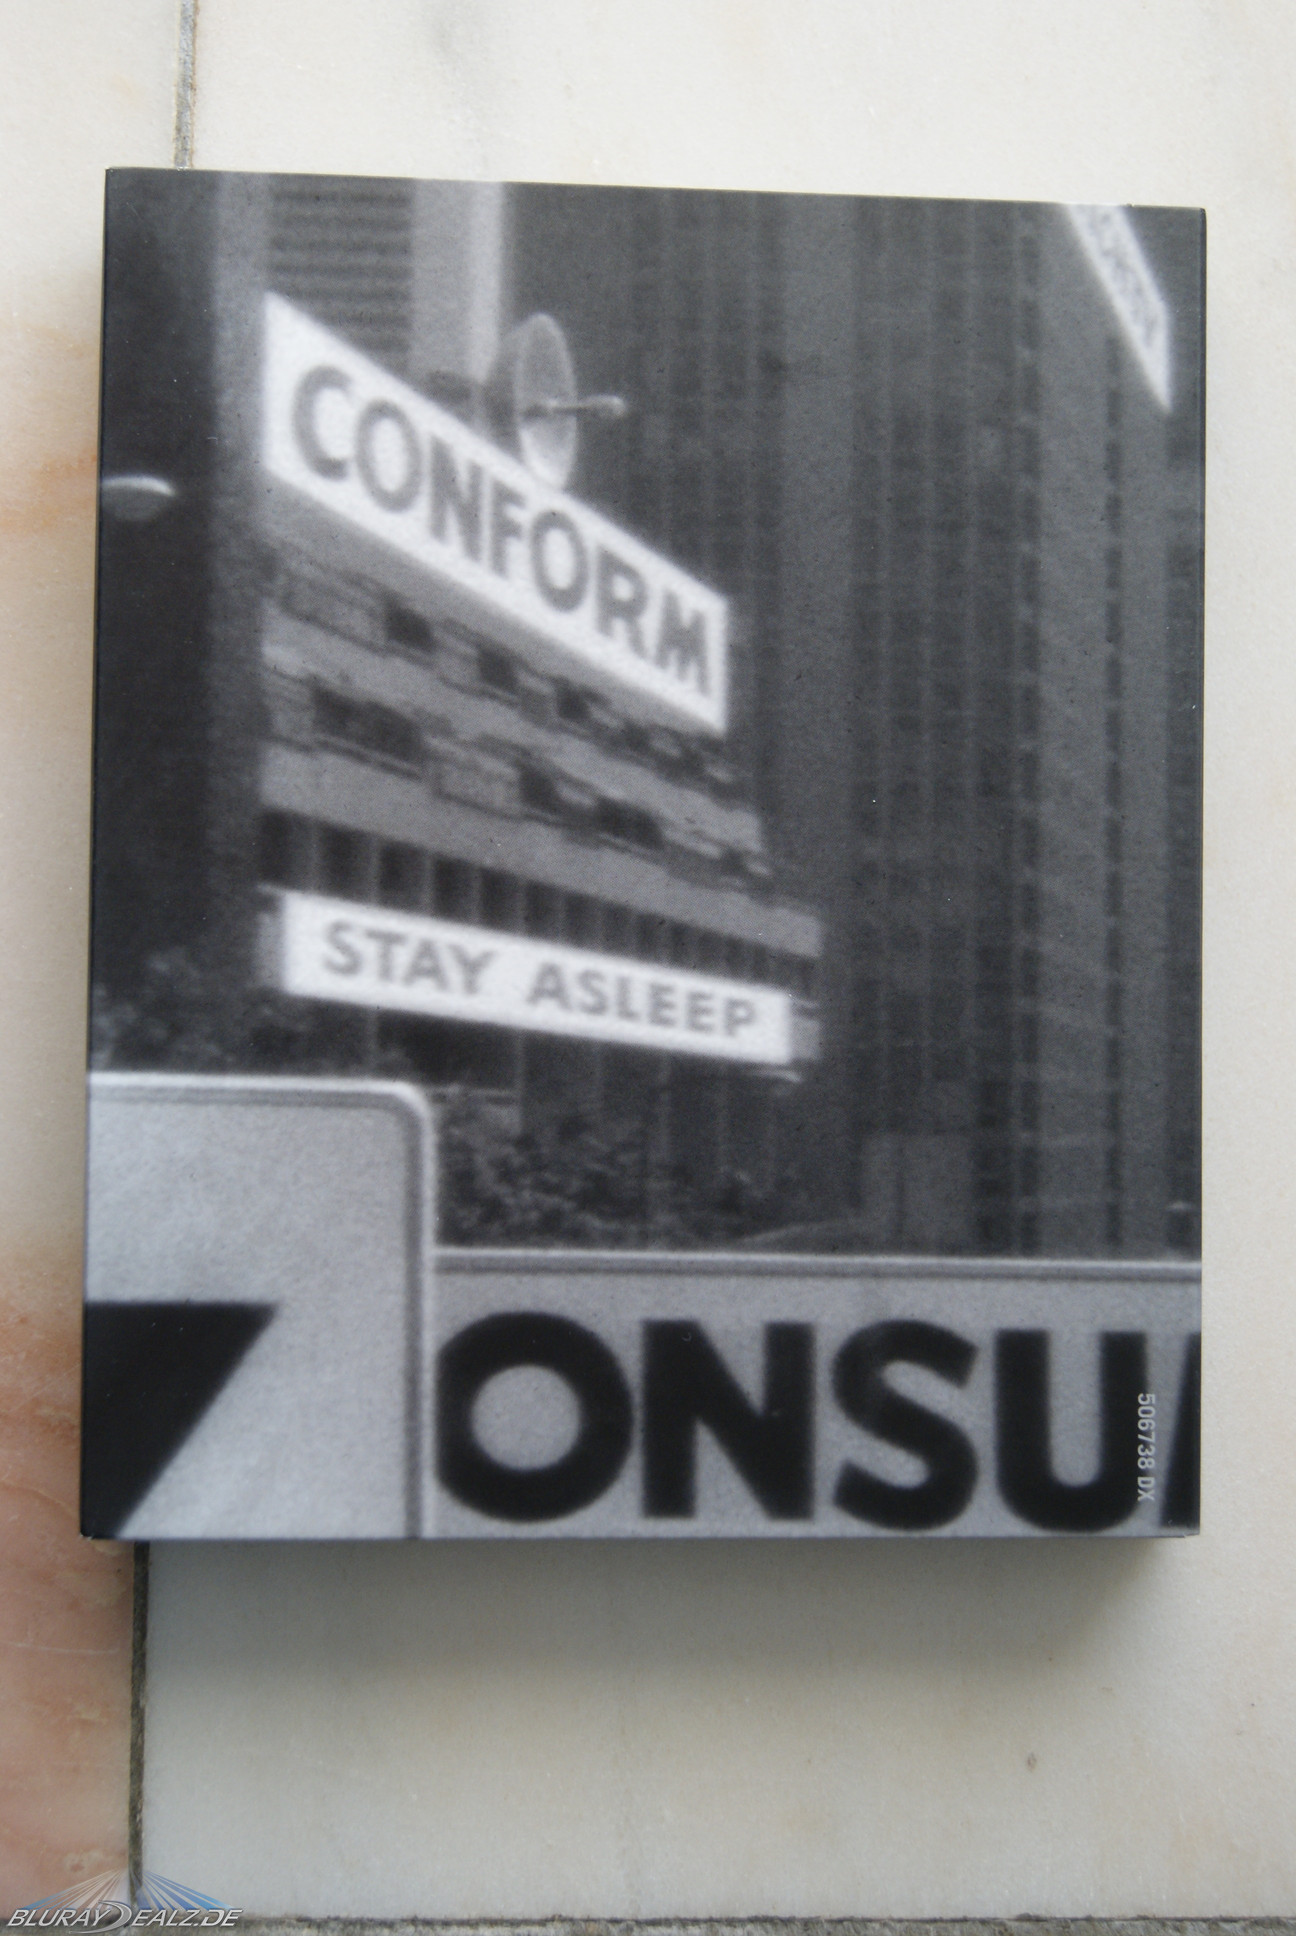 CONFORM
STAY ASLEEP
ONSU
506738 DX
BLURAYDEALZ.DE